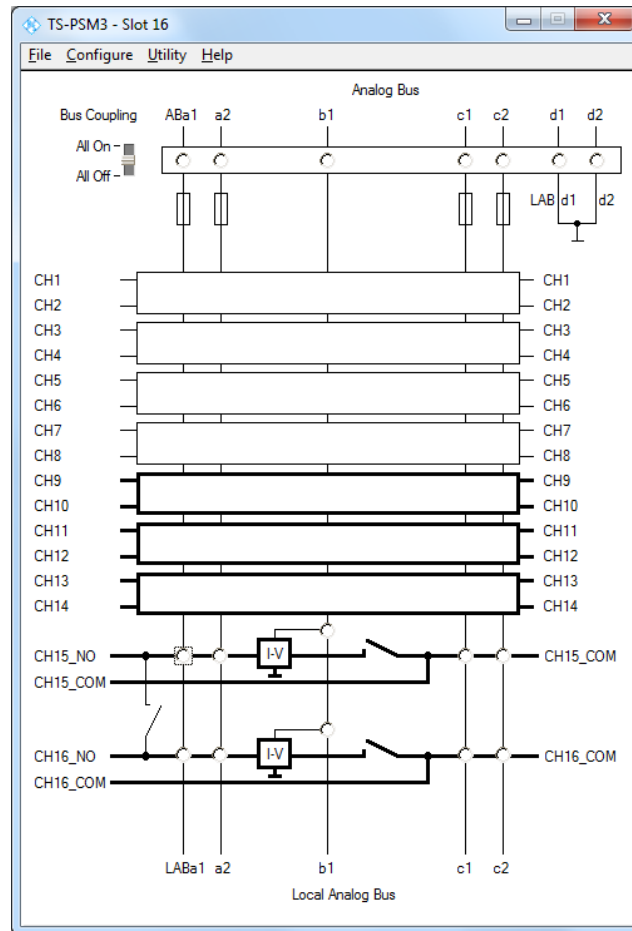 TS-PSM3 - Slot 16
File Configure Utility Help
Analog Bus
Bus Coupling ABa1 a2 b1 c1 c2 d1 d2
All On
All Off
LAB d1 d2
CH1 CH1
CH2 CH2
CH3 CH3
CH4 CH4
CH5 CH5
CH6 CH6
CH7 CH7
CH8 CH8
CH9 CH9
CH10 CH10
CH11 CH11
CH12 CH12
CH13 CH13
CH14 CH14
CH15_NO I-V CH15_COM
CH15_COM
CH16_NO I-V CH16_COM
CH16_COM
LABa1 a2 b1 c1 c2
Local Analog Bus